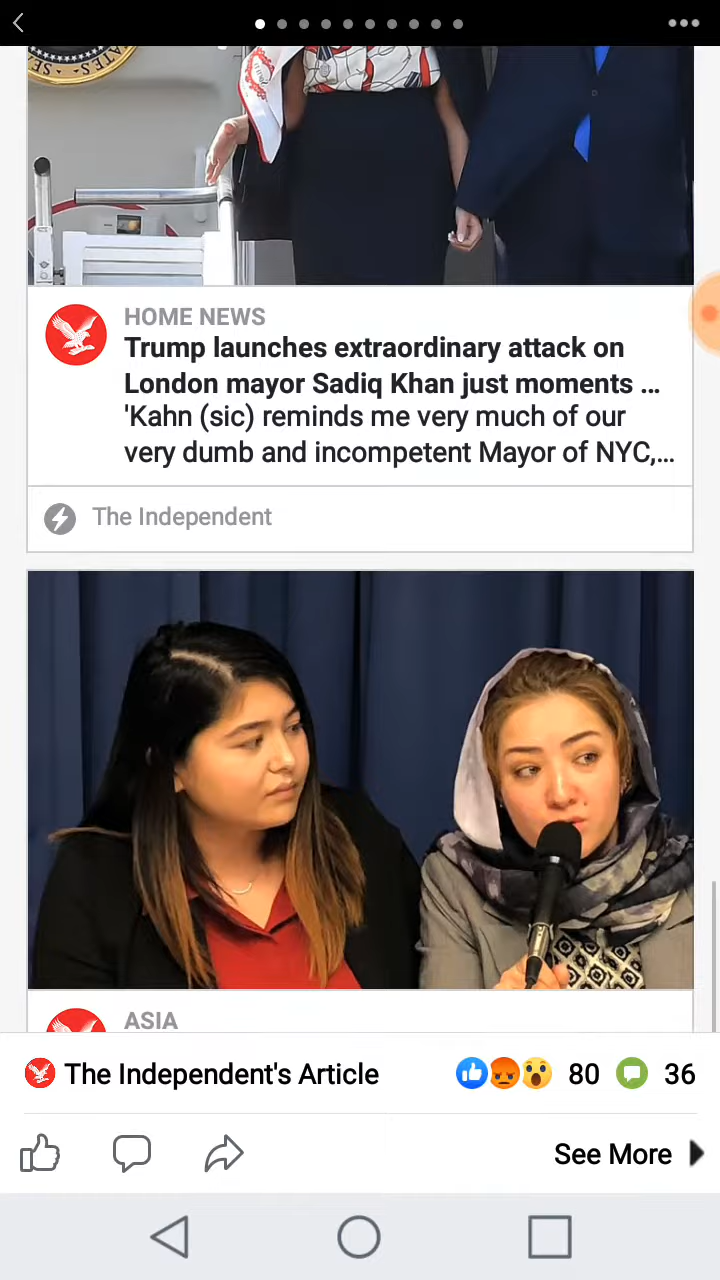 HOME NEWS
Trump launches extraordinary attack on
London mayor Sadiq Khan just moments ...
'Kahn (sic) reminds me very much of our
very dumb and incompetent Mayor of NYC,...
The Independent
ASIA
The Independent's Article
80
36
See More